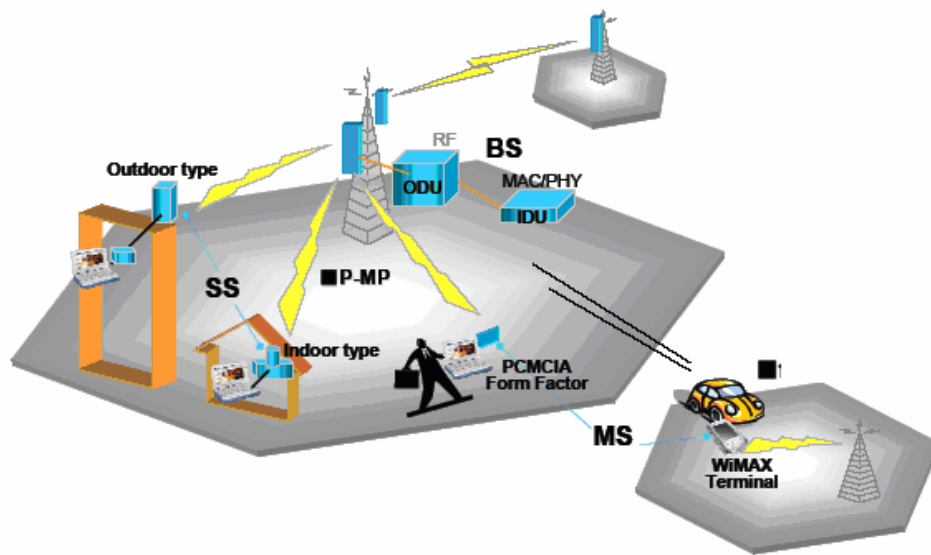 RF
BS
Outdoor type
MAC/PHY
ODU
IDU
■P-MP
SS
Indoor type
PCMCIA
Form Factor
MS
WiMAX
Terminal